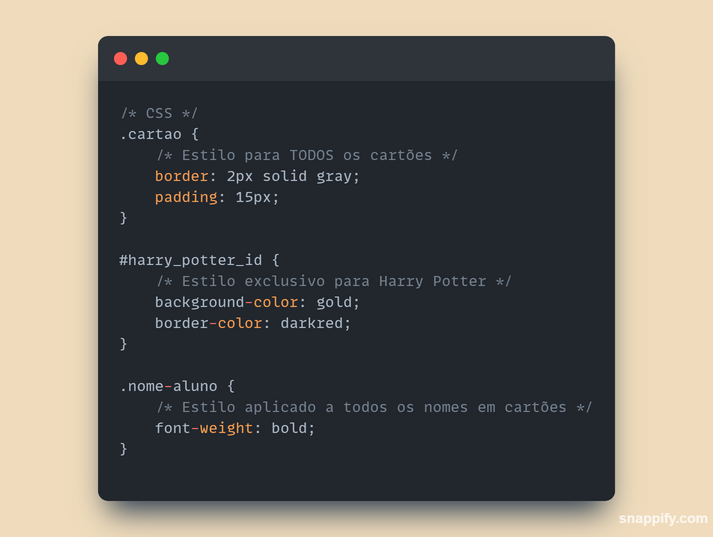 /* CSS */
.cartao {
    /* Estilo para TODOS os cartões */
    border: 2px solid gray;
    padding: 15px;
}
#harry_potter_id {
    /* Estilo exclusivo para Harry Potter */
    background-color: gold;
    border-color: darkred;
}
.nome-aluno {
    /* Estilo aplicado a todos os nomes em cartões */
    font-weight: bold;
}
snappify.com